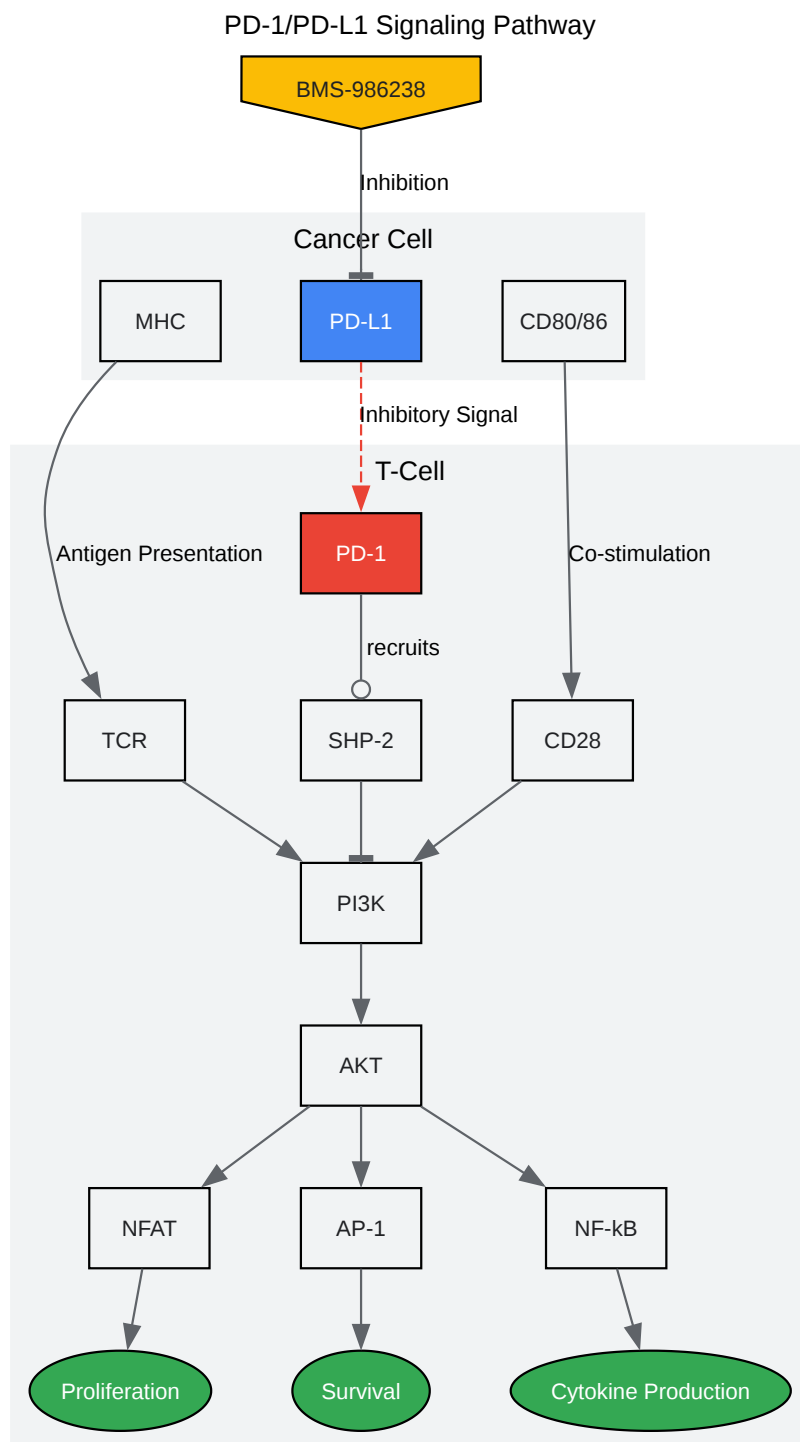 PD-1/PD-L1 Signaling Pathway
BMS-986238
Inhibition
Cancer Cell
MHC
PD-L1
CD80/86
Inhibitory Signal
T-Cell
Antigen Presentation
PD-1
Co-stimulation
recruits
TCR
SHP-2
CD28
PI3K
AKT
NFAT
AP-1
NF-kB
Proliferation
Survival
Cytokine Production